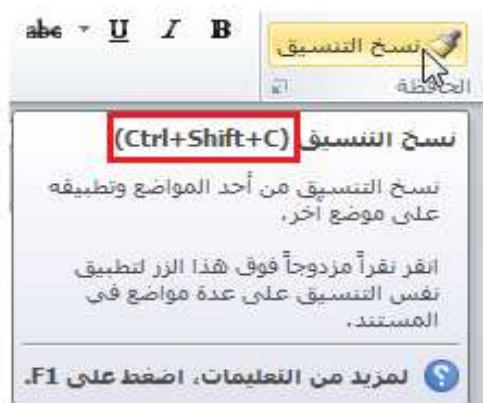 B I U abc
نسخ التنسيق
الحافظة
نسخ التنسيق (Ctrl+Shift+C)
نسخ التنسيق من أحد المواضع وتطبيقه
على موضع آخر.
انقر نقراً مزدوجاً فوق هذا الزر لتطبيق
نفس التنسيق على عدة مواضع في
المستند.
لمزيد من التعليمات، اضغط على F1.